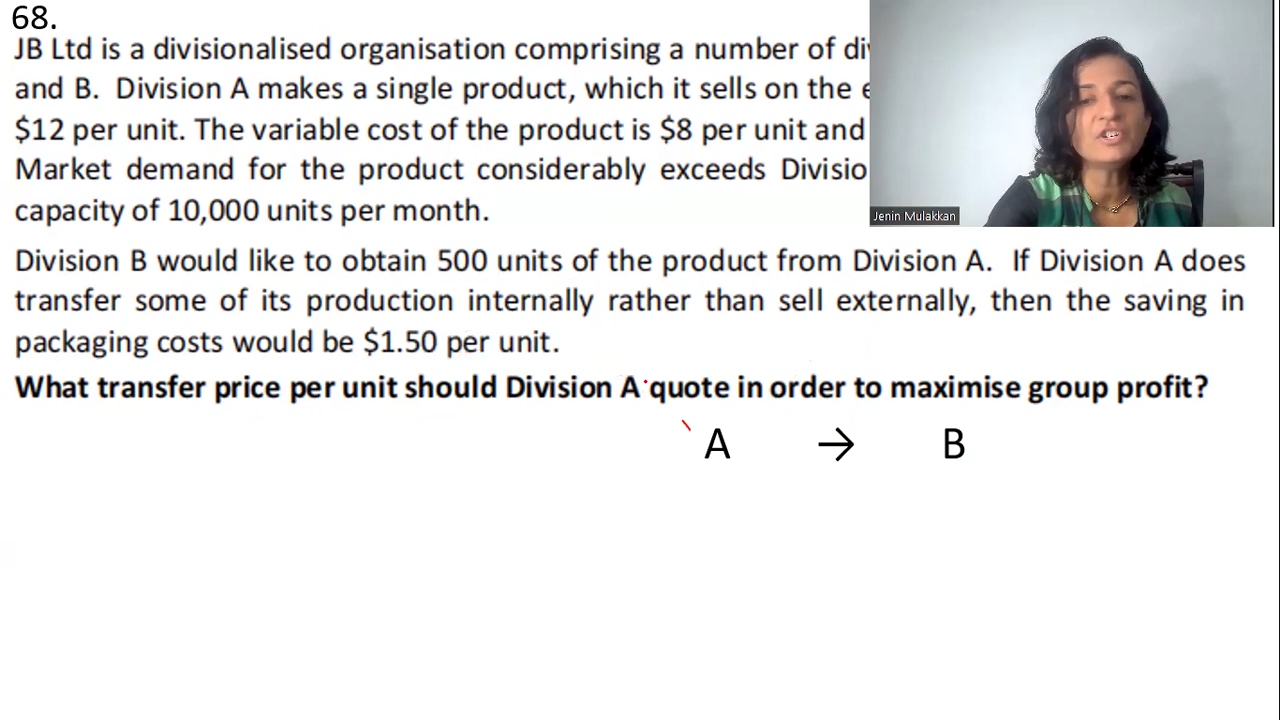 68.
JB Ltd is a divisionalised organisation comprising a number of
and B. Division A makes a single product, which it sells on the
$12 per unit. The variable cost of the product is $8 per unit and
Market demand for the product considerably exceeds
capacity of 10,000 units per month.
Jenin Mulakkan
Division B would like to obtain 500 units of the product from Division A. If Division A does
transfer some of its production internally rather than sell externally, then the saving in
packaging costs would be $1.50 per unit.
What transfer price per unit should Division A quote in order to maximise group profit?
A → B